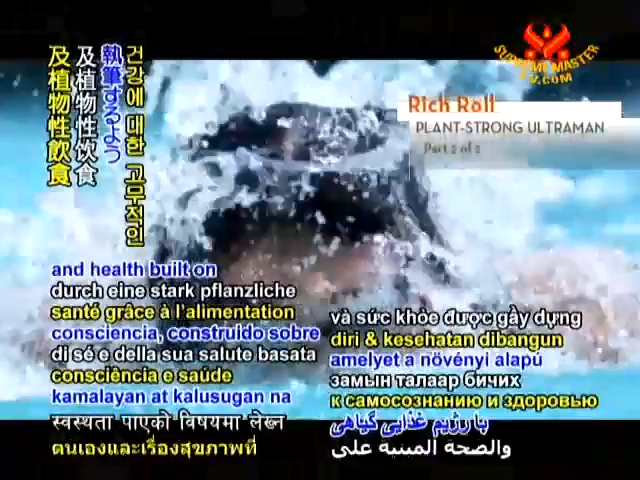 SUPREME MASTER
TV.COM
Rich Roll
PLANT-STRONG ULTRAMAN
Part 2 of 2
건강에 대한 고무적인
執筆するよう
及植物性饮食
及植物性飲食
and health built on
durch eine stark pflanzliche
santé grâce à l'alimentation
consciencia, construido sobre
di sé e della sua salute basata
consciência e saúde
kamalayan at kalusugan na
स्वस्थता पाएको विषयमा लेख्न
ตนเองและเรื่องสุขภาพที่
và sức khỏe được gầy dựng
diri & kesehatan dibangun
amelyet a növényi alapú
замын талаар бичих
к самосознанию и здоровью
با رژیم غذایی گیاهی
والصحة المبنية على